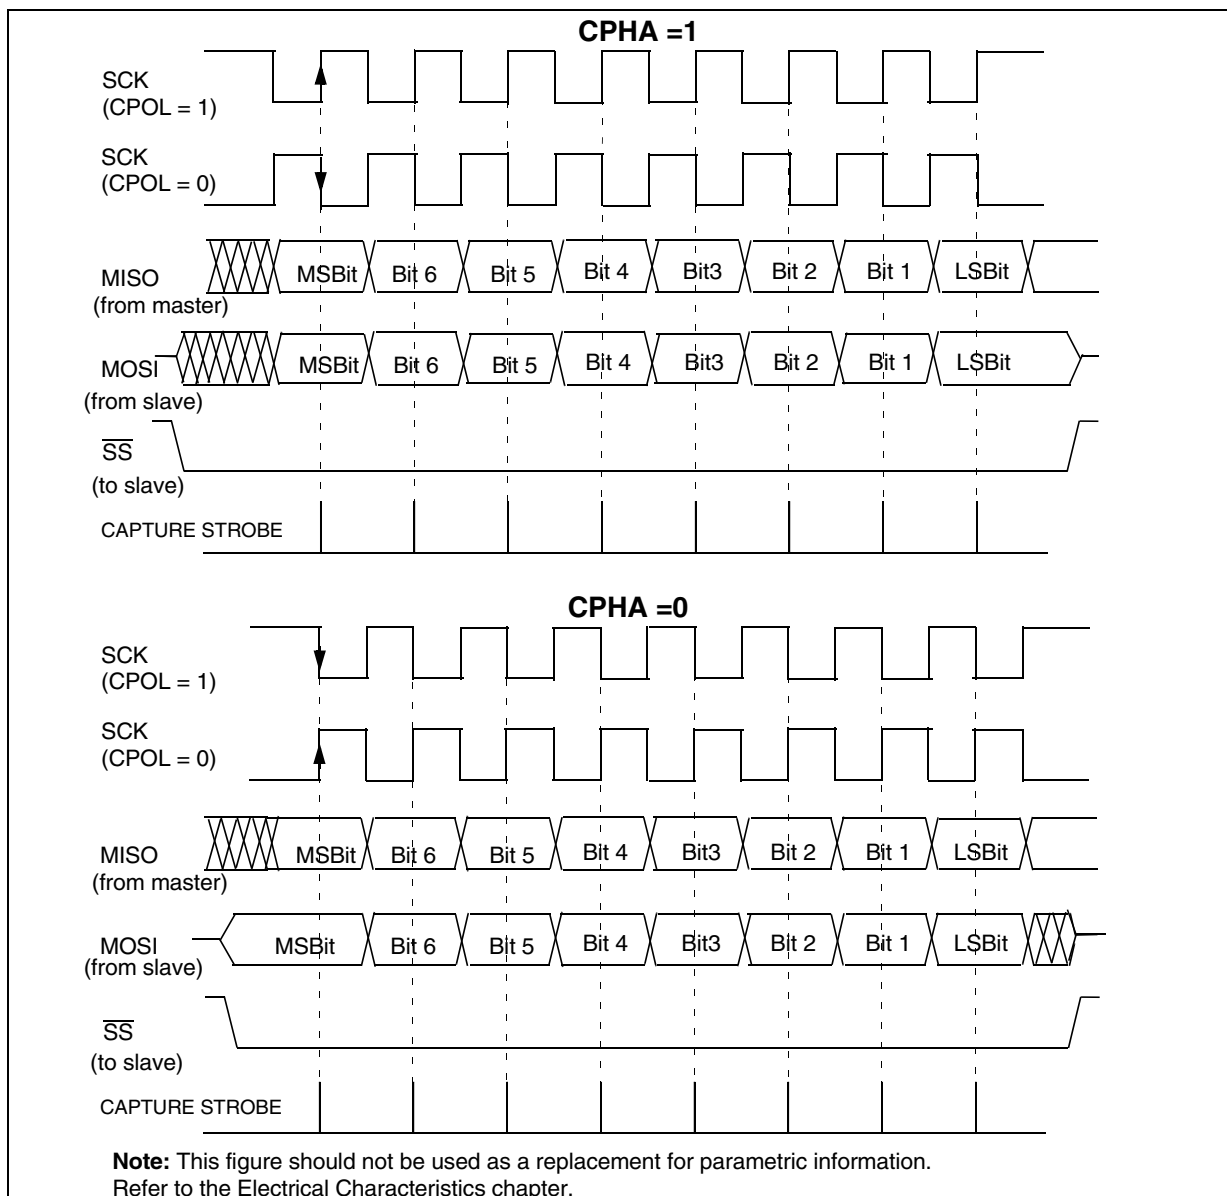 CPHA =1
SCK
(CPOL = 1)
SCK
(CPOL = 0)
MISO
(from master)
MSBit Bit 6 Bit 5 Bit 4 Bit3 Bit 2 Bit 1 LSBit
MOSI
(from slave)
MSBit Bit 6 Bit 5 Bit 4 Bit3 Bit 2 Bit 1 LSBit
SS
(to slave)
CAPTURE STROBE
CPHA =0
SCK
(CPOL = 1)
SCK
(CPOL = 0)
MISO
(from master)
MSBit Bit 6 Bit 5 Bit 4 Bit3 Bit 2 Bit 1 LSBit
MOSI
(from slave)
MSBit Bit 6 Bit 5 Bit 4 Bit3 Bit 2 Bit 1 LSBit
SS
(to slave)
CAPTURE STROBE
Note: This figure should not be used as a replacement for parametric information.
Refer to the Electrical Characteristics chapter.